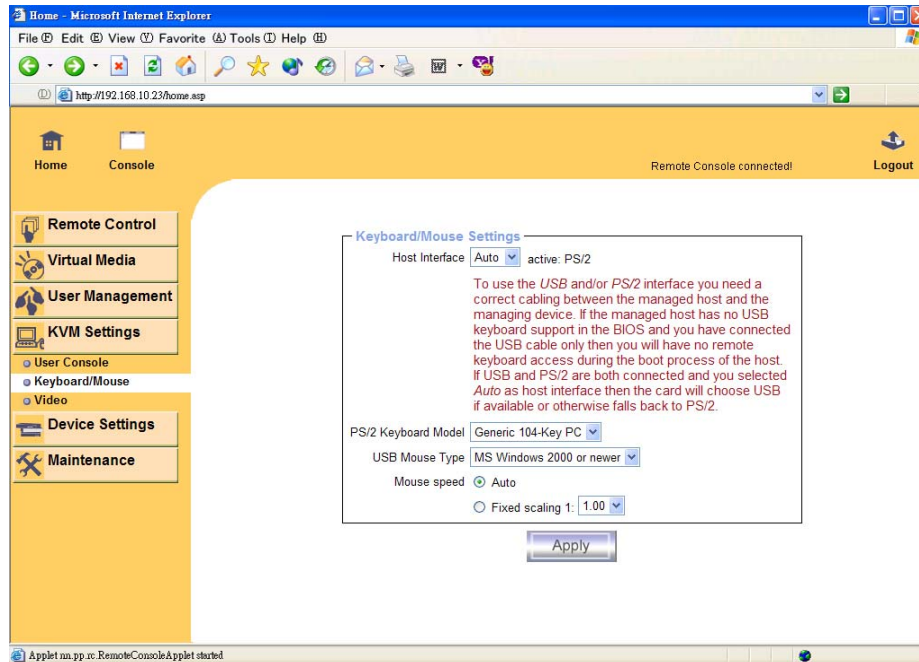 Home - Microsoft Internet Explorer
File (F) Edit (E) View (V) Favorite (A) Tools (T) Help (H)
(D) http://192.168.10.23/home.asp
Home
Console
Remote Console connected!
Logout
Remote Control
Virtual Media
User Management
KVM Settings
User Console
Keyboard/Mouse
Video
Device Settings
Maintenance
Keyboard/Mouse Settings
Host Interface Auto active: PS/2
To use the USB and/or PS/2 interface you need a
correct cabling between the managed host and the
managing device. If the managed host has no USB
keyboard support in the BIOS and you have connected
the USB cable only then you will have no remote
keyboard access during the boot process of the host.
If USB and PS/2 are both connected and you selected
Auto as host interface then the card will choose USB
if available or otherwise falls back to PS/2.
PS/2 Keyboard Model Generic 104-Key PC
USB Mouse Type MS Windows 2000 or newer
Mouse speed Auto
Fixed scaling 1: 1.00
Apply
Applet nn.pp.rc.RemoteConsoleApplet started